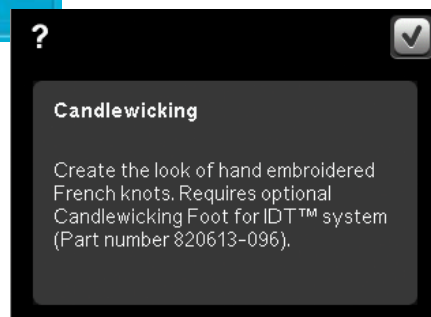 ?
Candlewicking
Create the look of hand embroidered
French knots. Requires optional
Candlewicking Foot for IDT™ system
(Part number 820613-096).